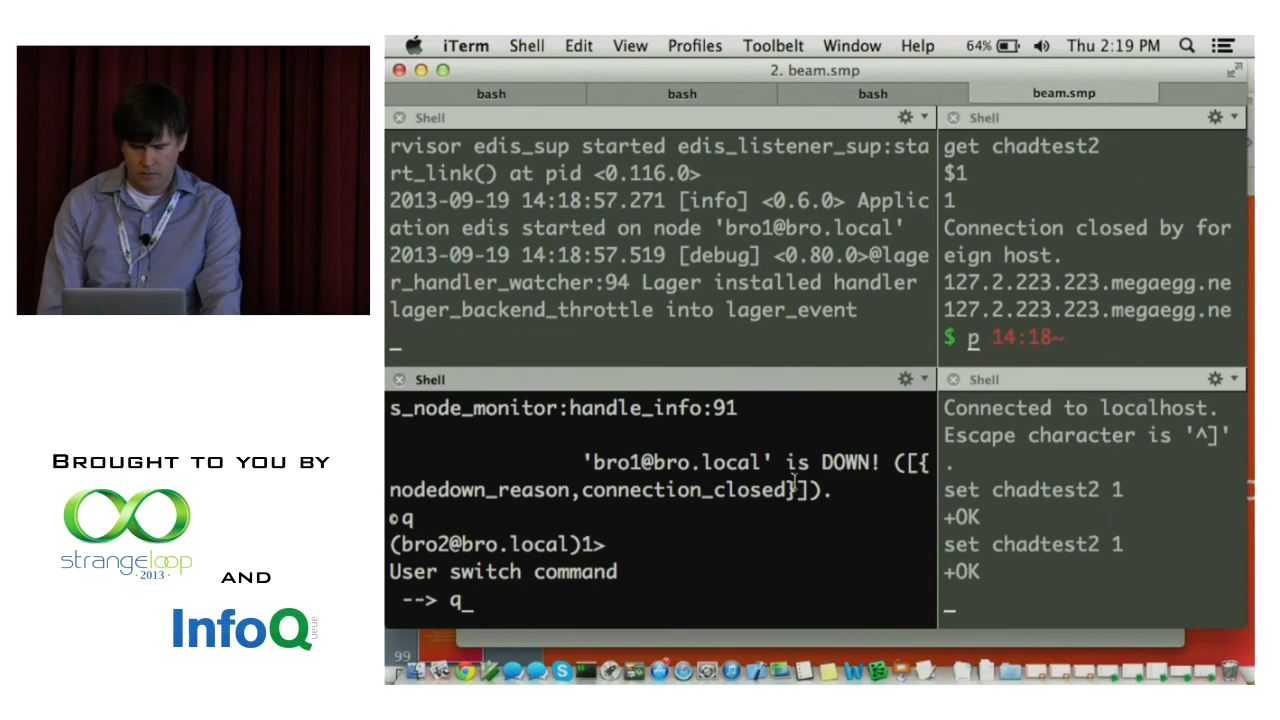 iTerm Shell Edit View Profiles Toolbelt Window Help 64% Thu 2:19 PM
2. beam.smp
bash bash bash beam.smp
Shell
rvisor edis_sup started edis_listener_sup:sta
rt_link() at pid <0.116.0>
2013-09-19 14:18:57.271 [info] <0.6.0> Applic
ation edis started on node 'bro1@bro.local'
2013-09-19 14:18:57.519 [debug] <0.80.0>@lage
r_handler_watcher:94 Lager installed handler
lager_backend_throttle into lager_event
Shell
get chadtest2
$1
1
Connection closed by for
eign host.
127.2.223.223.megaegg.ne
127.2.223.223.megaegg.ne
$ p 14:18~
Shell
s_node_monitor:handle_info:91
'bro1@bro.local' is DOWN! ([{
nodedown_reason,connection_closed}]).
q
(bro2@bro.local)1>
User switch command
--> q_
Shell
Connected to localhost.
Escape character is '^]'
.
set chadtest2 1
+OK
set chadtest2 1
+OK
99
BROUGHT TO YOU BY
strangeloop
2013
AND
InfoQ
ueue